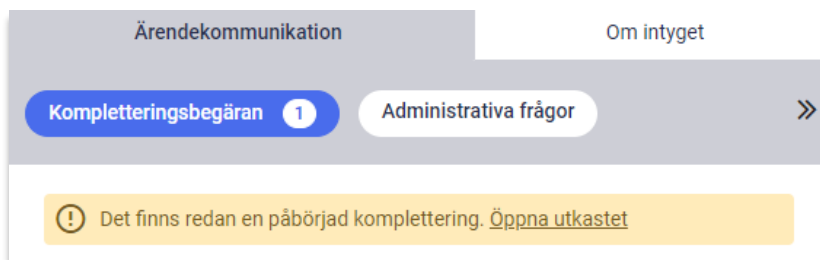 Ärendekommunikation Om intyget
Kompletteringsbegäran 1 Administrativa frågor
Det finns redan en påbörjad komplettering. Öppna utkastet